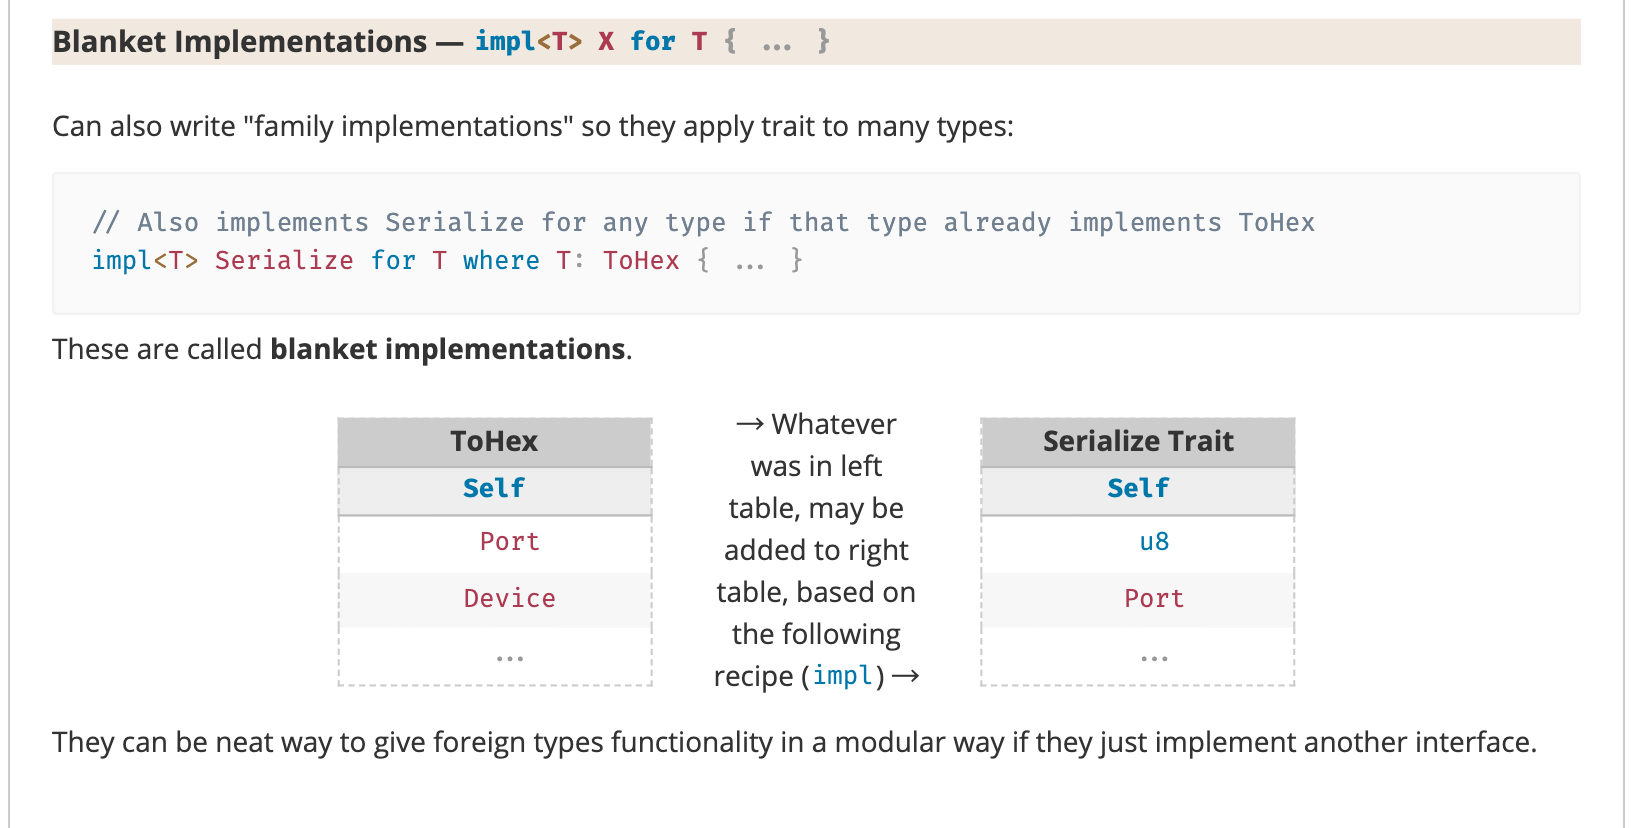 Blanket Implementations — impl<T> X for T { … }
Can also write "family implementations" so they apply trait to many types:
// Also implements Serialize for any type if that type already implements ToHex
impl<T> Serialize for T where T: ToHex { … }
These are called blanket implementations.
ToHex
Self
Port
Device
…
→ Whatever
was in left
table, may be
added to right
table, based on
the following
recipe (impl) →
Serialize Trait
Self
u8
Port
…
They can be neat way to give foreign types functionality in a modular way if they just implement another interface.